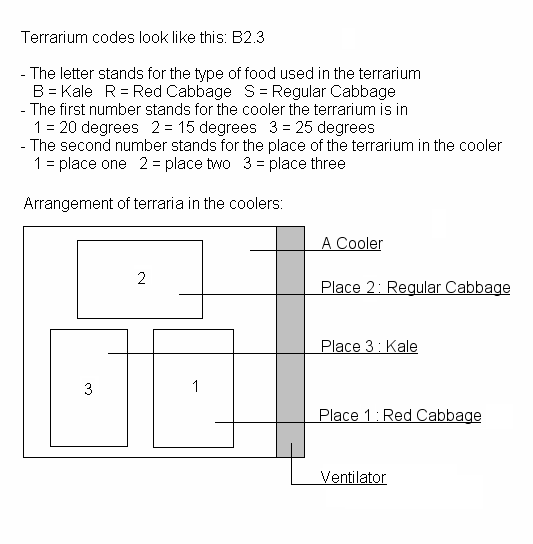 Terrarium codes look like this: B2.3
- The letter stands for the type of food used in the terrarium
B = Kale R = Red Cabbage S = Regular Cabbage
- The first number stands for the cooler the terrarium is in
1 = 20 degrees 2 = 15 degrees 3 = 25 degrees
- The second number stands for the place of the terrarium in the cooler
1 = place one 2 = place two 3 = place three
Arrangement of terraria in the coolers:
A Cooler
2
Place 2 : Regular Cabbage
Place 3 : Kale
3
1
Place 1 : Red Cabbage
Ventilator